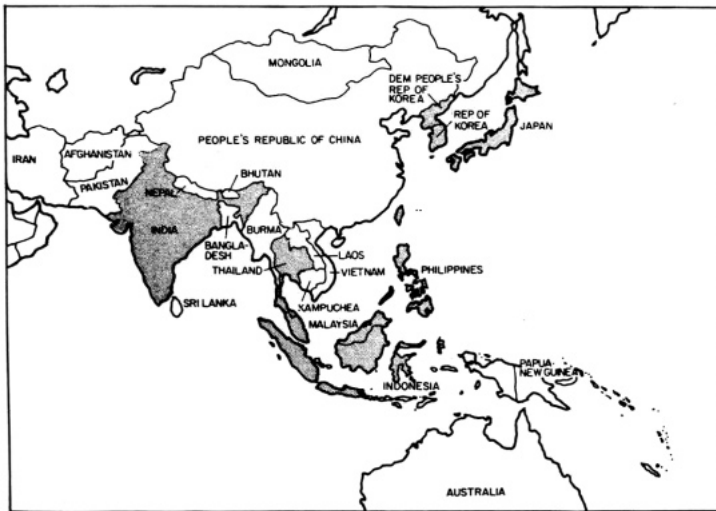 MONGOLIA
DEM PEOPLE'S
REP OF
KOREA
REP OF
KOREA
JAPAN
PEOPLE'S REPUBLIC OF CHINA
IRAN
AFGHANISTAN
PAKISTAN
NEPAL
BHUTAN
INDIA
BANGLA-
DESH
BURMA
THAILAND
LAOS
VIETNAM
PHILIPPINES
SRI LANKA
XAMPUCHEA
MALAYSIA
INDONESIA
PAPUA
NEW GUINEA
AUSTRALIA